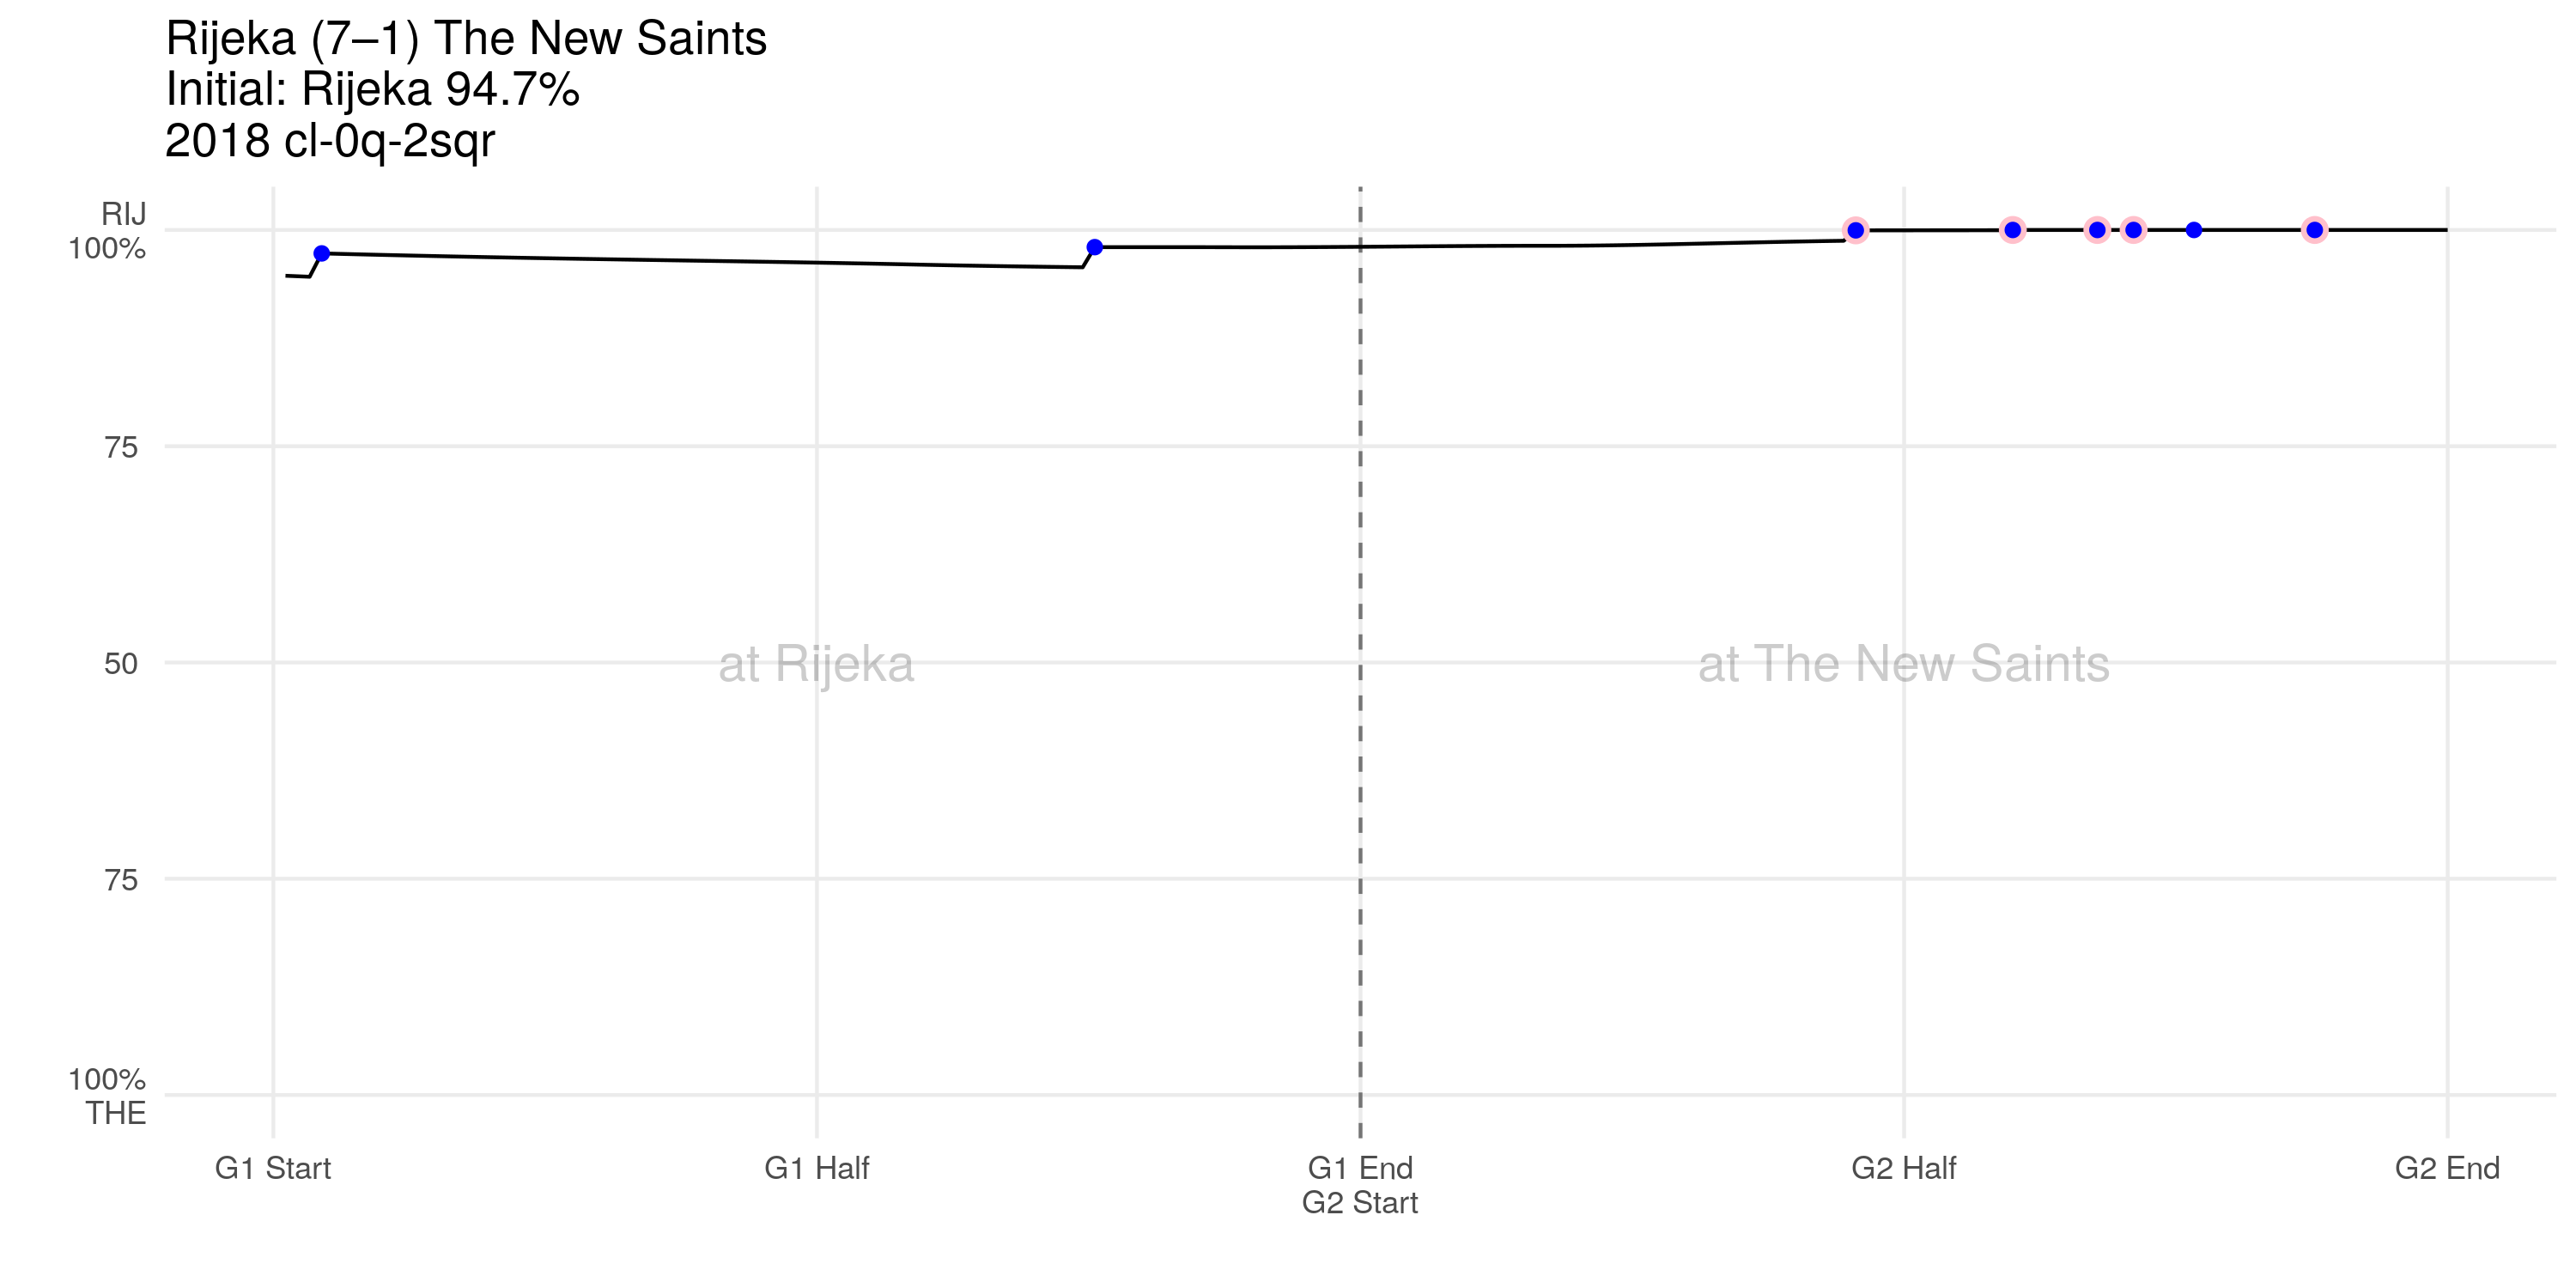 Rijeka (7–1) The New Saints
Initial: Rijeka 94.7%
2018 cl-0q-2sqr
RIJ
100%
75
50
75
100%
THE
at Rijeka
at The New Saints
G1 Start
G1 Half
G1 End
G2 Start
G2 Half
G2 End